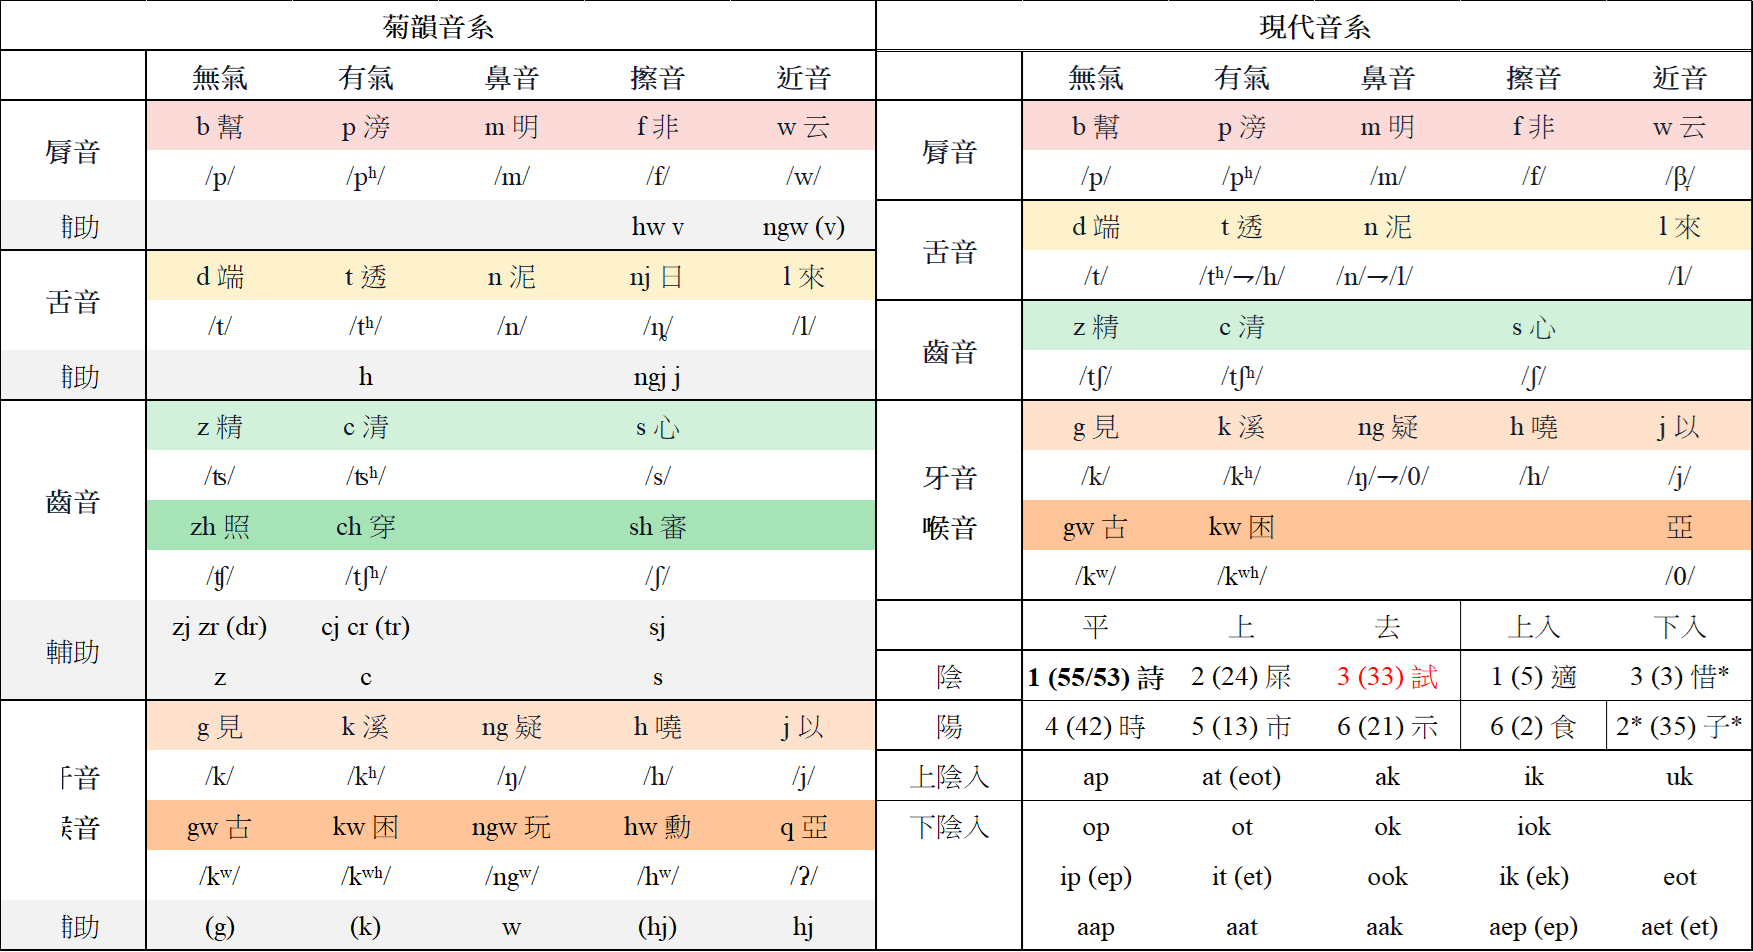 菊韻音系 現代音系
無氣 有氣 鼻音 擦音 近音 無氣 有氣 鼻音 擦音 近音
脣音 b 幫 p 滂 m 明 f 非 w 云 脣音 b 幫 p 滂 m 明 f 非 w 云
/p/ /pʰ/ /m/ /f/ /w/ /p/ /pʰ/ /m/ /f/ /β̞/
輔助 hw v ngw (v) 舌音 d 端 t 透 n 泥 l 來
舌音 d 端 t 透 n 泥 nj 日 l 來 /t/ /tʰ/→/h/ /n/→/l/ /l/
/t/ /tʰ/ /n/ /l/ 齒音 z 精 c 清 s 心
輔助 h ngj j /tʃ/ /tʃʰ/ /ʃ/
齒音 z 精 c 清 s 心 牙音 喉音 g 見 k 溪 ng 疑 h 曉 j 以
/ʦ/ /ʦʰ/ /s/ /k/ /kʰ/ /ŋ/→/0/ /h/ /j/
zh 照 ch 穿 sh 審 gw 古 kw 困 亞
/ʧ/ /tʃʰ/ /ʃ/ /kʷ/ /kʷʰ/ /0/
輔助 zj zr (dr) cj cr (tr) sj 平 上 去 上入 下入
z c s 陰 1 (55/53) 詩 2 (24) 屎 3 (33) 試 1 (5) 適 3 (3) 惜*
牙音 喉音 g 見 k 溪 ng 疑 h 曉 j 以 陽 4 (42) 時 5 (13) 市 6 (21) 示 6 (2) 食 2* (35) 子*
/k/ /kʰ/ /ŋ/ /h/ /j/ 上陰入 ap at (eot) ak ik uk
gw 古 kw 困 ngw 玩 hw 勳 q 亞 下陰入 op ot ok iok
/kʷ/ /kʷʰ/ /ngʷ/ /hʷ/ /ʔ/ ip (ep) it (et) ook ik (ek) eot
輔助 (g) (k) w (hj) hj aap aat aak aep (ep) aet (et)